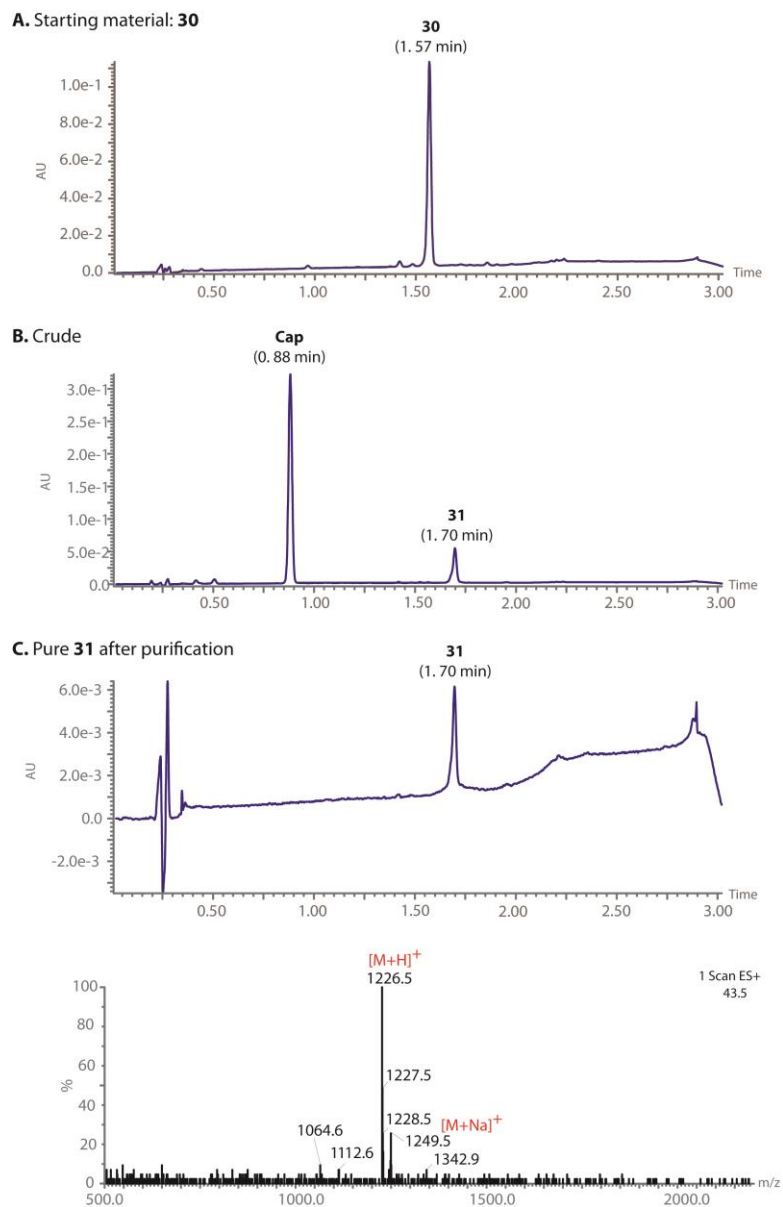 A. Starting material: 30
30
(1. 57 min)
1.0e-1
8.0e-2
6.0e-2
4.0e-2
2.0e-2
0.0
AU
0.50 1.00 1.50 2.00 2.50 3.00
Time
B. Crude
Cap
(0. 88 min)
31
(1. 70 min)
3.0e-1
2.5e-1
2.0e-1
1.5e-1
1.0e-1
5.0e-2
0.0
AU
0.50 1.00 1.50 2.00 2.50 3.00
Time
C. Pure 31 after purification
31
(1. 70 min)
6.0e-3
4.0e-3
2.0e-3
0.0
-2.0e-3
AU
0.50 1.00 1.50 2.00 2.50 3.00
Time
[M+H]+
1226.5
1 Scan ES+
43.5
100
80
60
40
20
0
%
1227.5
1228.5
[M+Na]+
1249.5
1064.6
1112.6
1342.9
500.0 1000.0 1500.0 2000.0
m/z